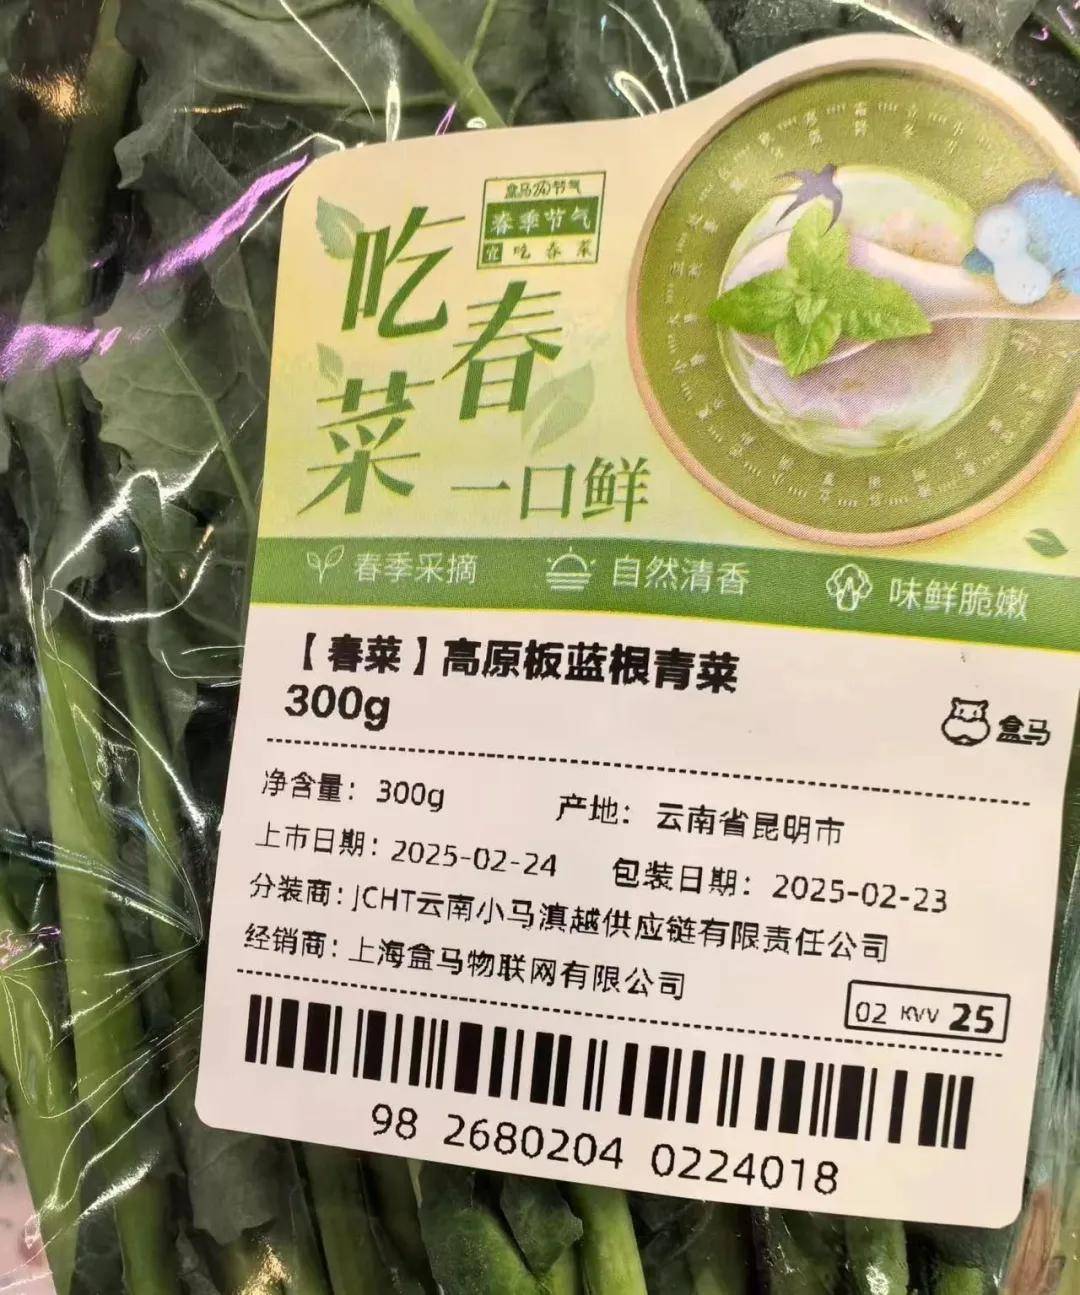 盒马24节气
春季节气
宜吃春菜
吃春菜
一口鲜
春季采摘 自然清香 味鲜脆嫩
【春菜】高原板蓝根青菜
300g
盒马
净含量：300g 产地：云南省昆明市
上市日期：2025-02-24 包装日期：2025-02-23
分装商：JCHT云南小马滇越供应链有限责任公司
经销商：上海盒马物联网有限公司
02 KVV 25
98 2680204 0224018